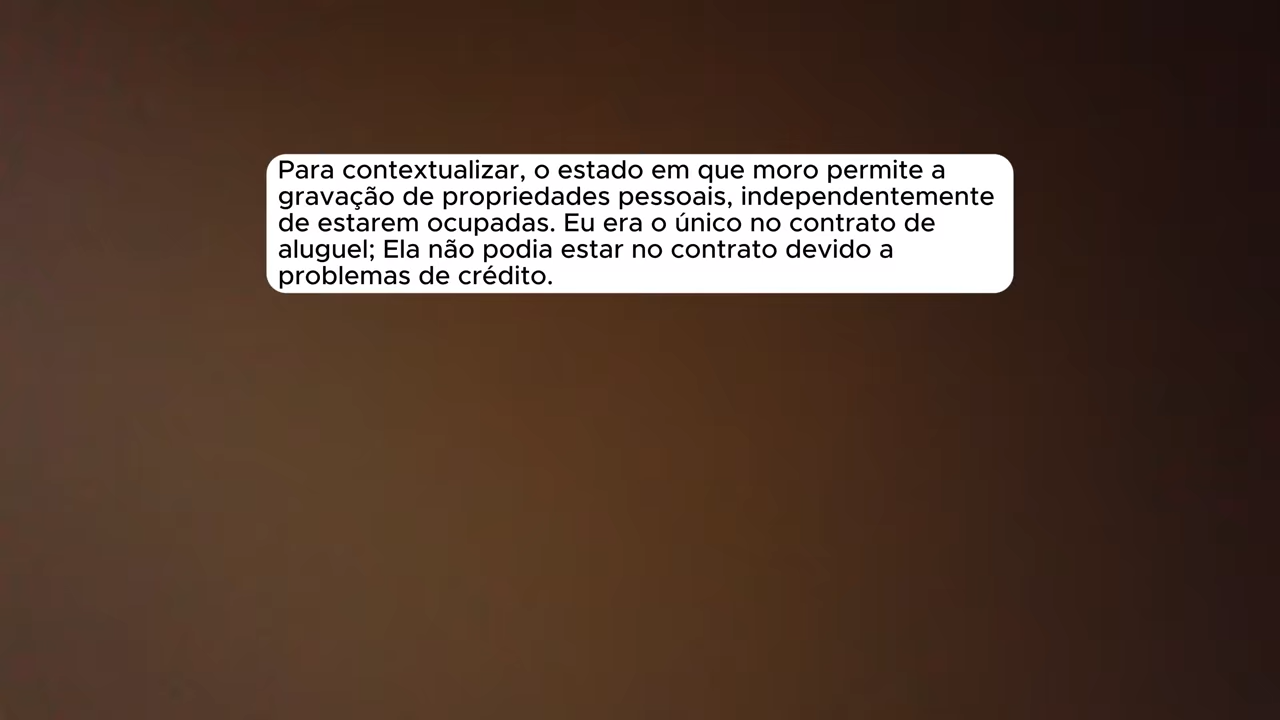 Para contextualizar, o estado em que moro permite a
gravação de propriedades pessoais, independentemente
de estarem ocupadas. Eu era o único no contrato de
aluguel; Ela não podia estar no contrato devido a
problemas de crédito.